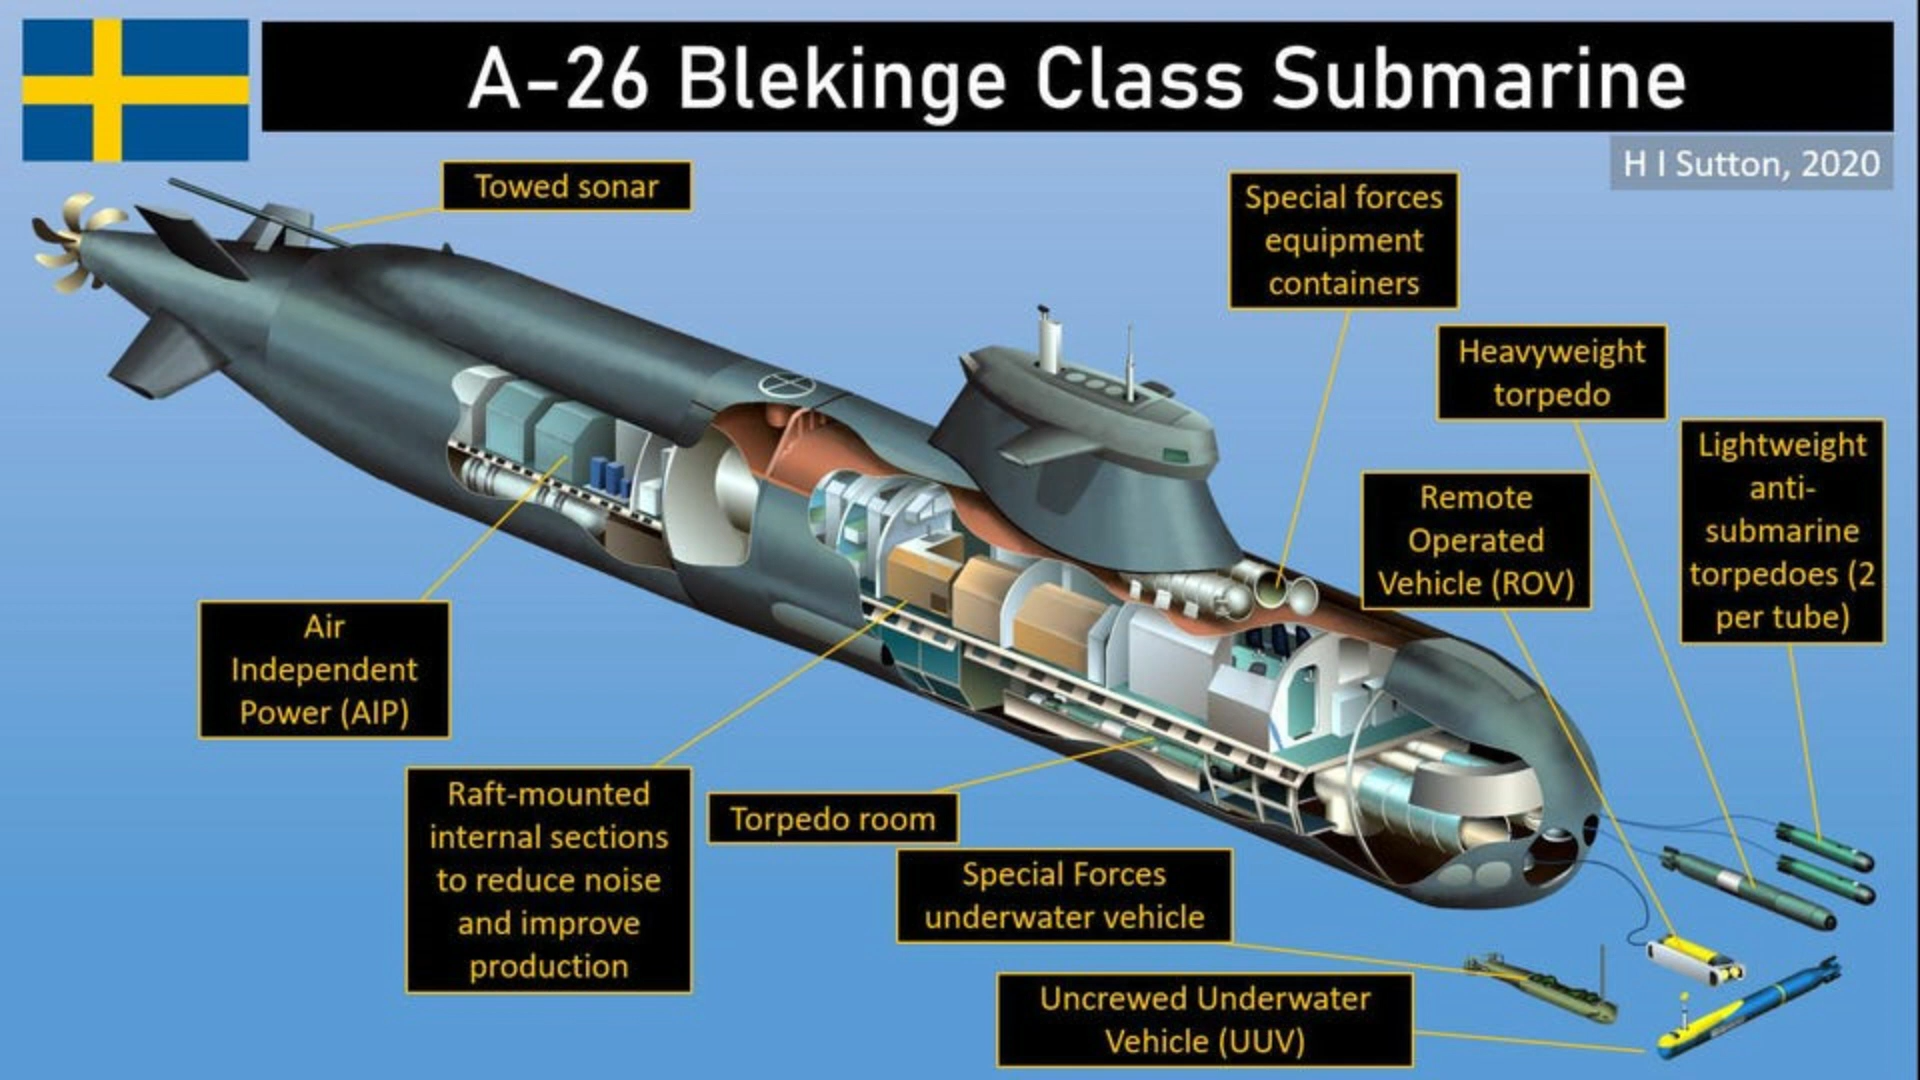 A-26 Blekinge Class Submarine
H I Sutton, 2020
Towed sonar
Special forces
equipment
containers
Heavyweight
torpedo
Lightweight
anti-
submarine
torpedoes (2
per tube)
Remote
Operated
Vehicle (ROV)
Air
Independent
Power (AIP)
Raft-mounted
internal sections
to reduce noise
and improve
production
Torpedo room
Special Forces
underwater vehicle
Uncrewed Underwater
Vehicle (UUV)